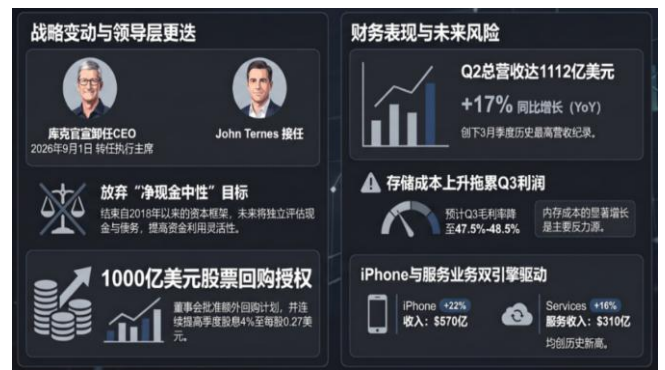 战略变动与领导层更迭
库克官宣卸任CEO
2026年9月1日 转任执行主席
John Ternes 接任
放弃“净现金中性”目标
结束自2018年以来的资本框架，未来将独立评估现
金与债务，提高资金利用灵活性。
1000亿美元股票回购授权
董事会批准额外回购计划，并连
续提高季度股息4%至每股0.27美
元。
财务表现与未来风险
Q2总营收达1112亿美元
+17% 同比增长（YoY）
创下3月季度历史最高营收纪录。
存储成本上升拖累Q3利润
预计Q3毛利率降
至47.5%-48.5%
内存成本的显著增长
是主要反力源。
iPhone与服务业务双引擎驱动
iPhone +22%
收入：$570亿
Services +16%
服务收入：$310亿
均创历史新高。